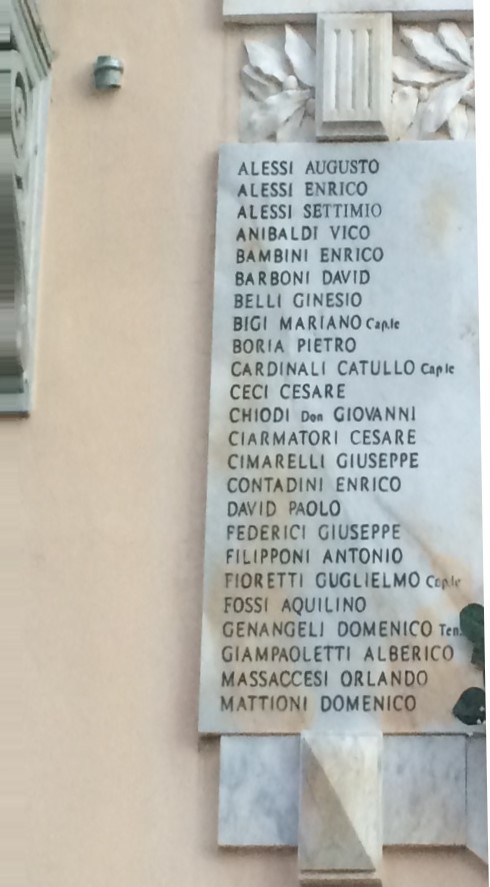 ALESSI AUGUSTO
ALESSI ENRICO
ALESSI SETTIMIO
ANIBALDI VICO
BAMBINI ENRICO
BARBONI DAVID
BELLI GINESIO
BIGI MARIANO Cap.le
BORIA PIETRO
CARDINALI CATULLO Cap le
CECI CESARE
CHIODI Don GIOVANNI
CIARMATORI CESARE
CIMARELLI GIUSEPPE
CONTADINI ENRICO
DAVID PAOLO
FEDERICI GIUSEPPE
FILIPPONI ANTONIO
FIORETTI GUGLIELMO Cap.le
FOSSI AQUILINO
GENANGELI DOMENICO Ten.
GIAMPAOLETTI ALBERICO
MASSACCESI ORLANDO
MATTIONI DOMENICO